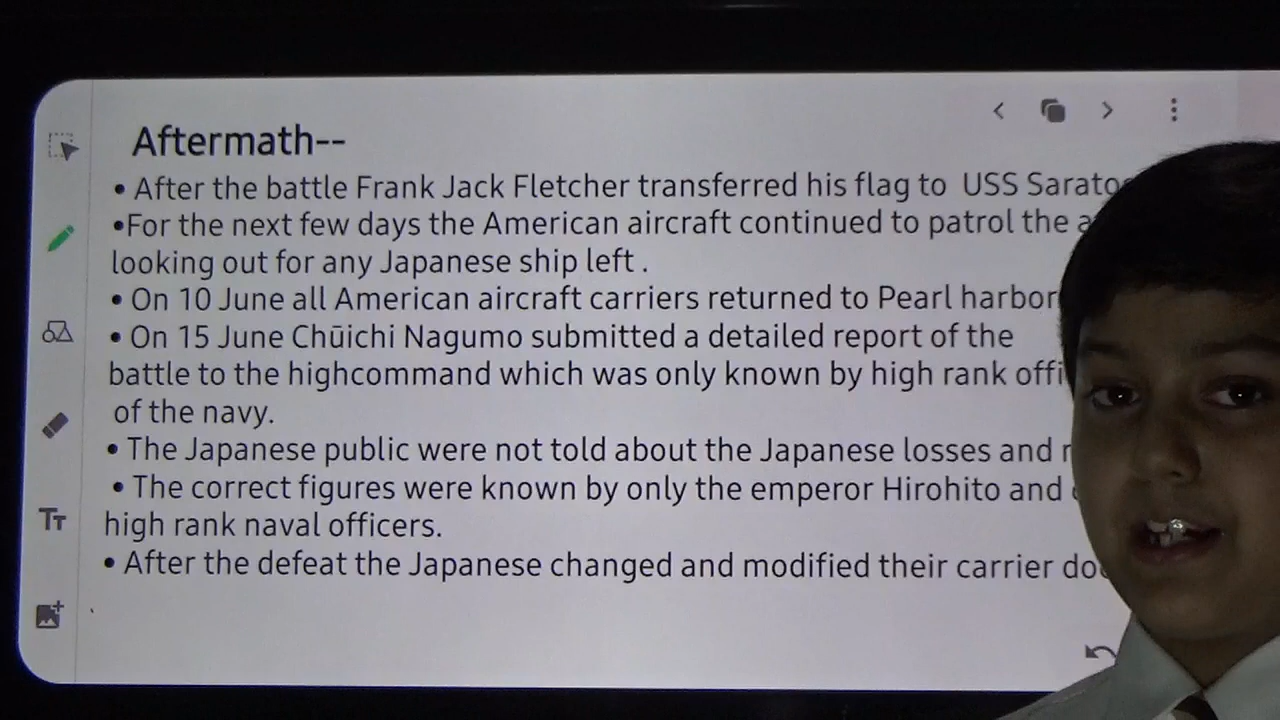 Aftermath--
• After the battle Frank Jack Fletcher transferred his flag to USS
•For the next few days the American aircraft continued to patrol the
looking out for any Japanese ship left .
• On 10 June all American aircraft carriers returned to Pearl harbor
• On 15 June Chūichi Nagumo submitted a detailed report of the
battle to the highcommand which was only known by high rank
of the navy.
• The Japanese public were not told about the Japanese losses and
• The correct figures were known by only the emperor Hirohito and
high rank naval officers.
• After the defeat the Japanese changed and modified their carrier
TT